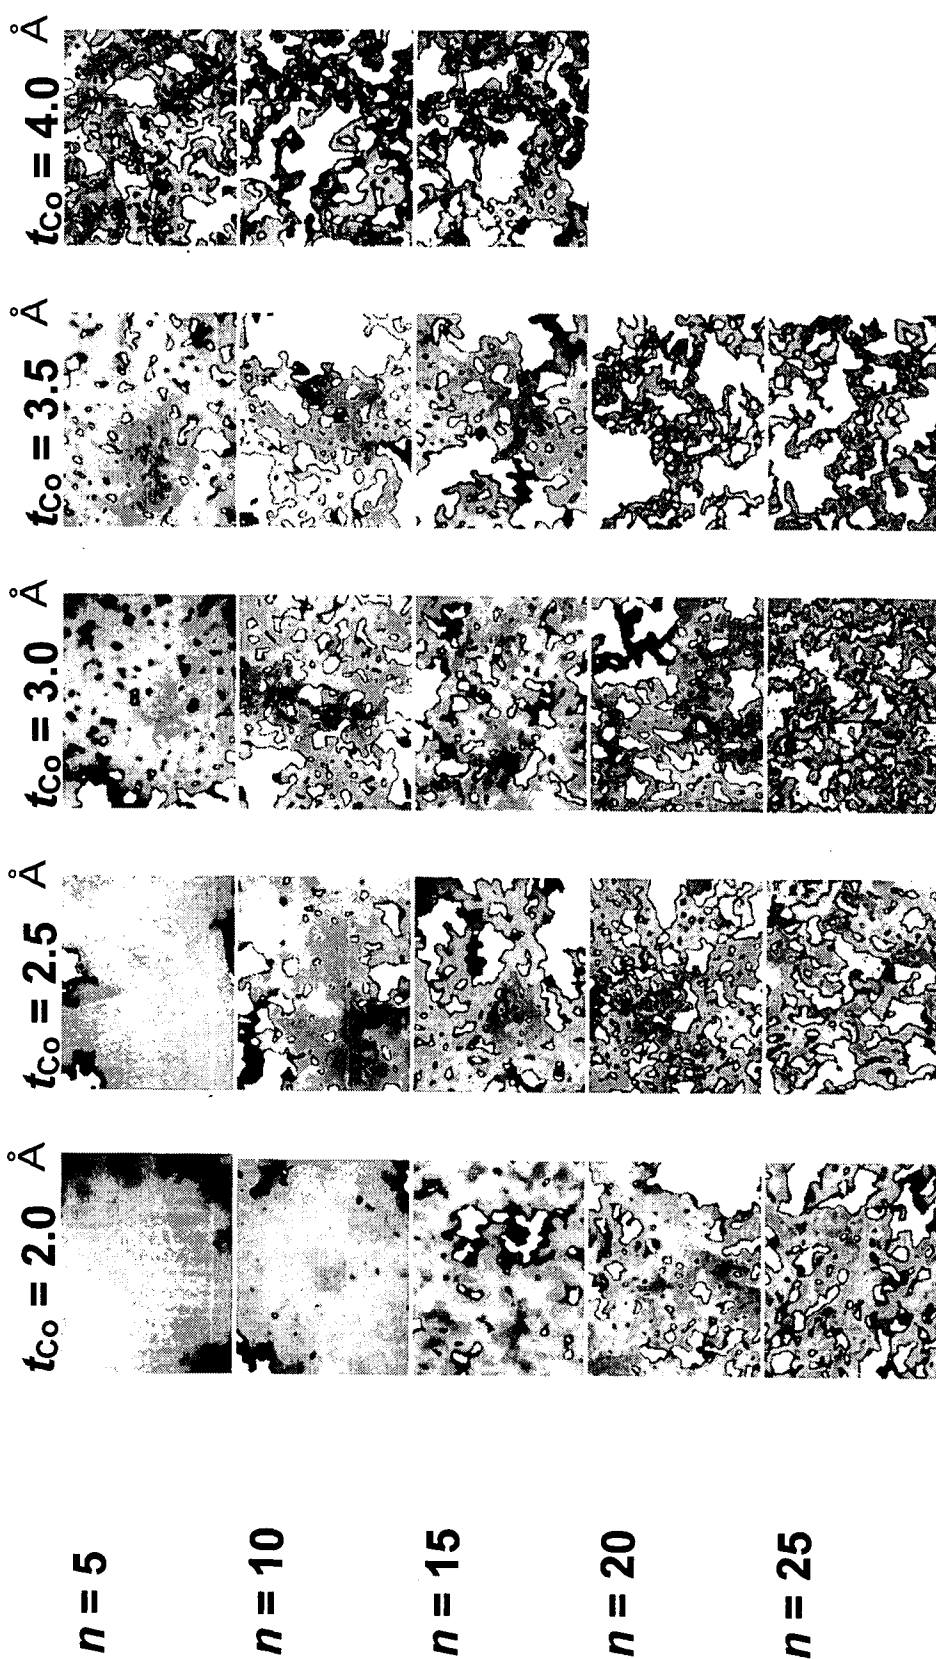 t_Co = 2.0 Å
t_Co = 2.5 Å
t_Co = 3.0 Å
t_Co = 3.5 Å
t_Co = 4.0 Å
n = 5
n = 10
n = 15
n = 20
n = 25